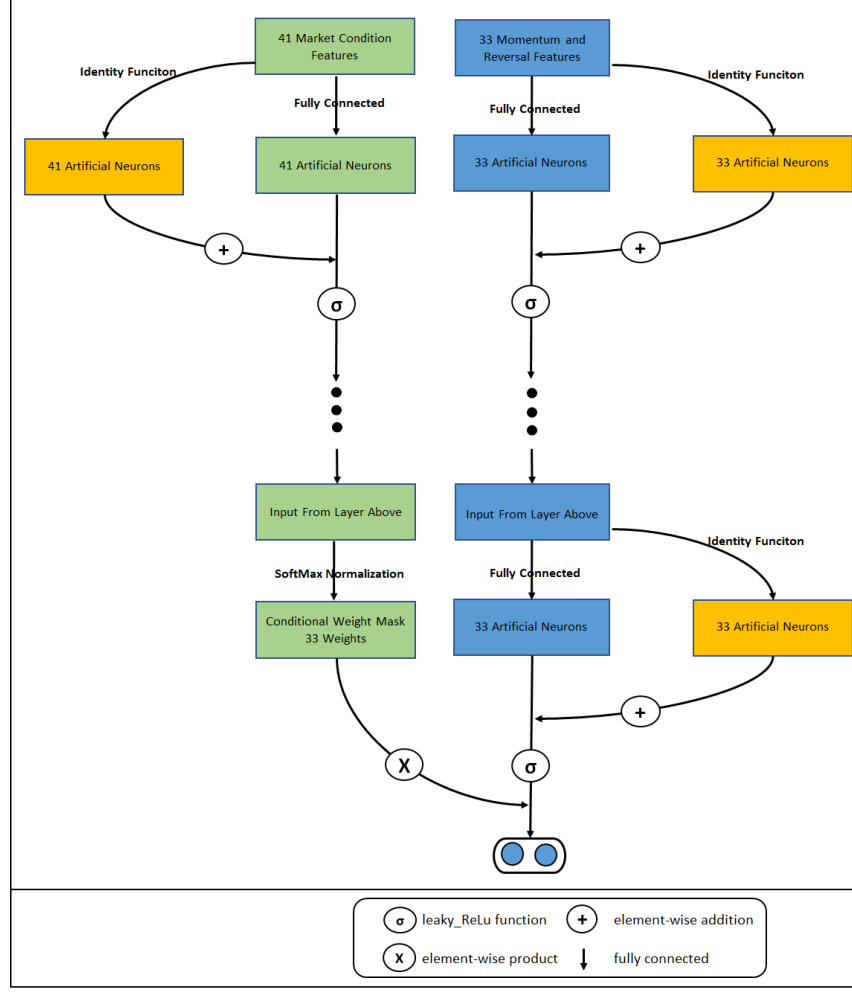 41 Market Condition
Features
33 Momentum and
Reversal Features
Identity Funciton
Identity Funciton
Fully Connected
Fully Connected
41 Artificial Neurons
41 Artificial Neurons
33 Artificial Neurons
33 Artificial Neurons
+
+
σ
σ
Input From Layer Above
Input From Layer Above
Identity Funciton
SoftMax Normalization
Fully Connected
Conditional Weight Mask
33 Weights
33 Artificial Neurons
33 Artificial Neurons
+
X
σ
σ leaky_ReLu function
+ element-wise addition
X element-wise product
fully connected